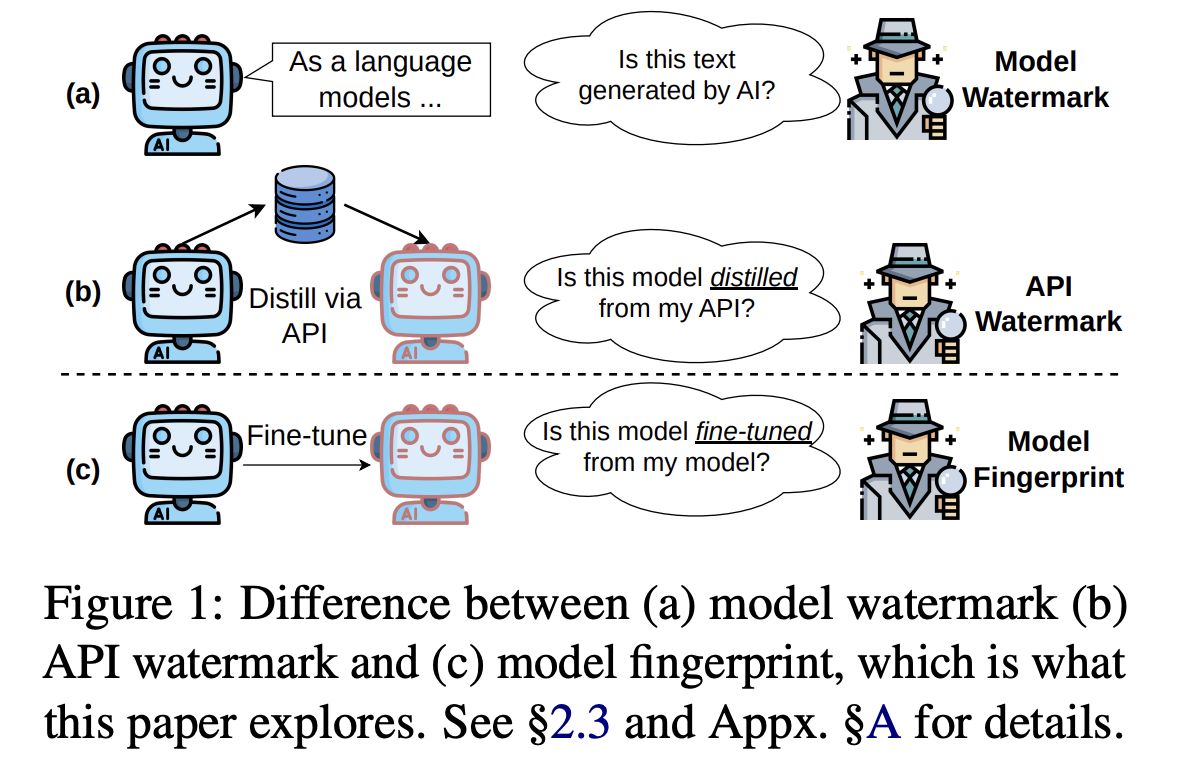 (a)
As a language
models ...
Is this text
generated by AI?
Model
Watermark
AI
(b)
Distill via
API
Is this model distilled
from my API?
API
Watermark
AI
AI
(c)
Fine-tune
Is this model fine-tuned
from my model?
Model
Fingerprint
AI
AI
Figure 1: Difference between (a) model watermark (b)
API watermark and (c) model fingerprint, which is what
this paper explores. See §2.3 and Appx. §A for details.